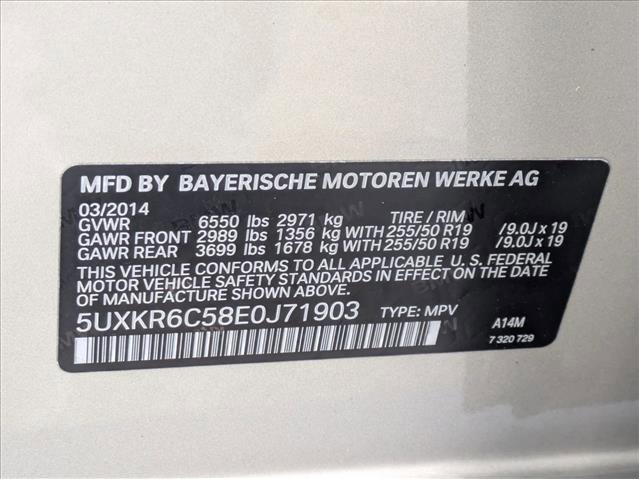 MFD BY BAYERISCHE MOTOREN WERKE AG
03/2014
GVWR 6550 lbs 2971 kg TIRE / RIM
GAWR FRONT 2989 lbs 1356 kg WITH 255/50 R19 /9.0J x 19
GAWR REAR 3699 lbs 1678 kg WITH 255/50 R19 /9.0J x 19
THIS VEHICLE CONFORMS TO ALL APPLICABLE U.S. FEDERAL
MOTOR VEHICLE SAFETY STANDARDS IN EFFECT ON THE
DATE OF MANUFACTURE SHOWN ABOVE.
5UXKR6C58E0J71903 TYPE: MPV
A14M
7 320 729